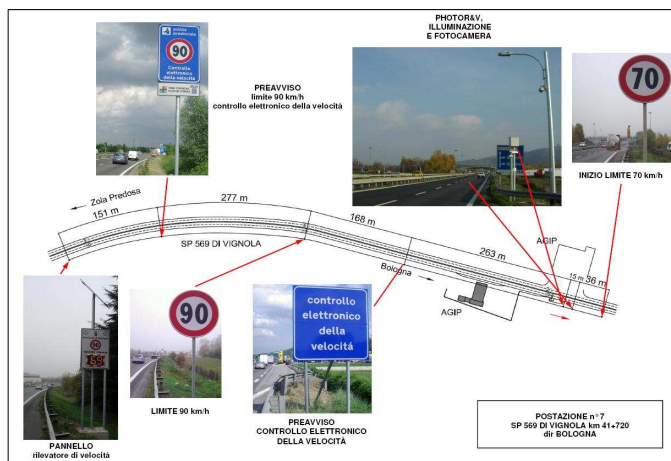 polizia
provinciale
90
Controllo
elettronico
della velocità
PREAVVISO
limite 90 km/h
controllo elettronico della velocità
PHOTOR&V,
ILLUMINAZIONE
E FOTOCAMERA
70
INIZIO LIMITE 70 km/h
Zola Predosa
151 m
277 m
168 m
263 m
15 m
36 m
SP 569 DI VIGNOLA
Bologna
AGIP
AGIP
90
PANNELLO
rilevatore di velocità
90
LIMITE 90 km/h
controllo
elettronico
della
velocità
PREAVVISO
CONTROLLO ELETTRONICO
DELLA VELOCITÀ
POSTAZIONE n°7
SP 569 DI VIGNOLA km 41+720
dir BOLOGNA